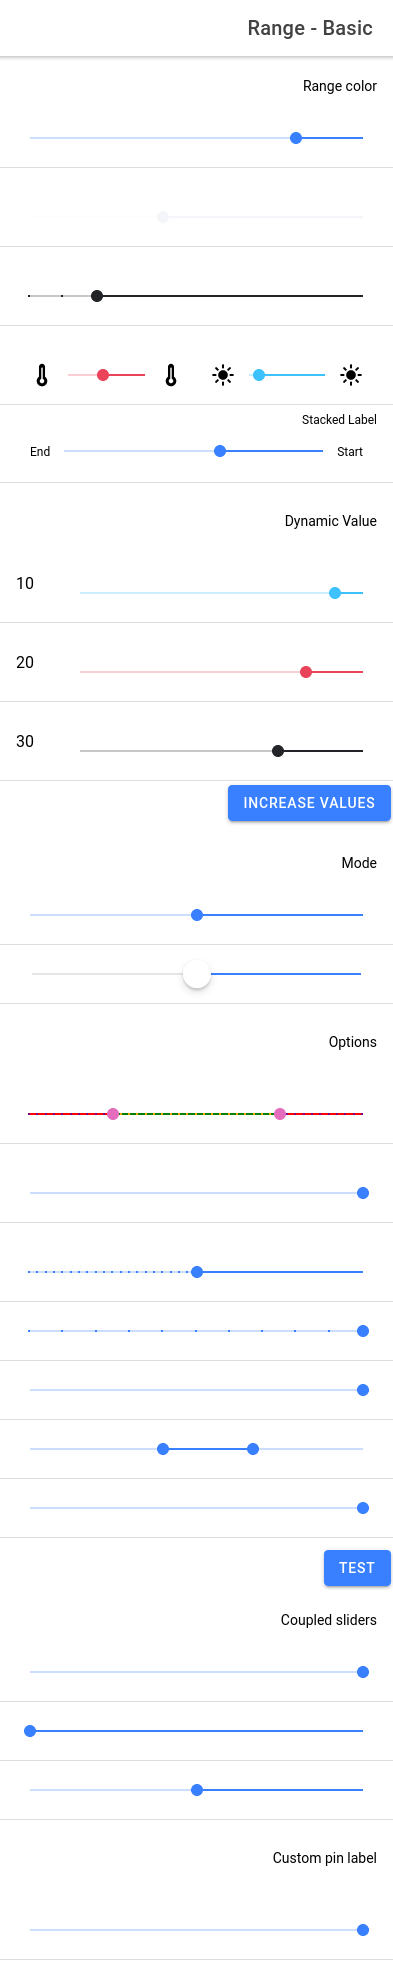 Range - Basic
Range color
Stacked Label
End Start
Dynamic Value
10
20
30
INCREASE VALUES
Mode
Options
TEST
Coupled sliders
Custom pin label